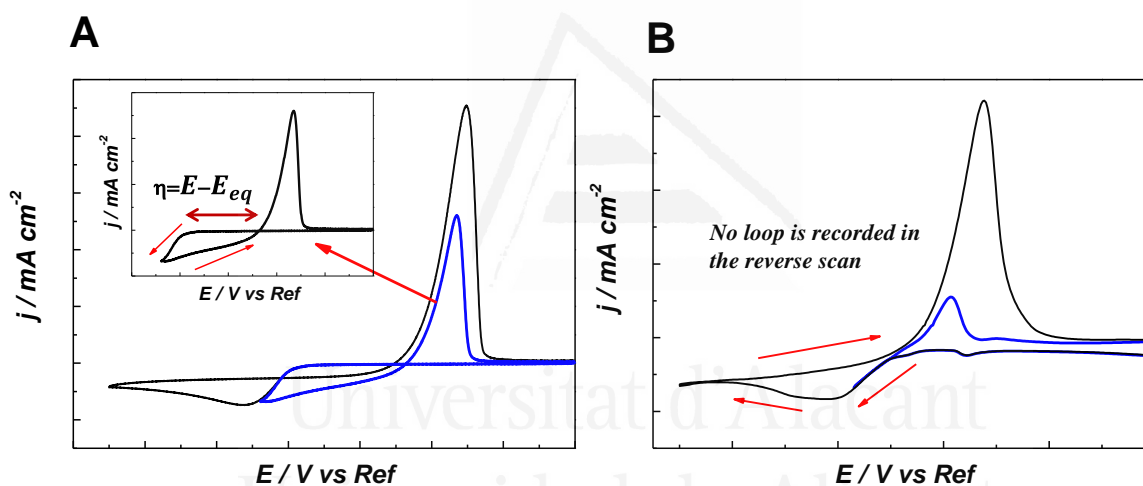 A
B
j / mA cm⁻²
η=E−E_eq
E / V vs Ref
j / mA cm⁻²
E / V vs Ref
j / mA cm⁻²
No loop is recorded in
the reverse scan
E / V vs Ref
Universitat d'Alacant